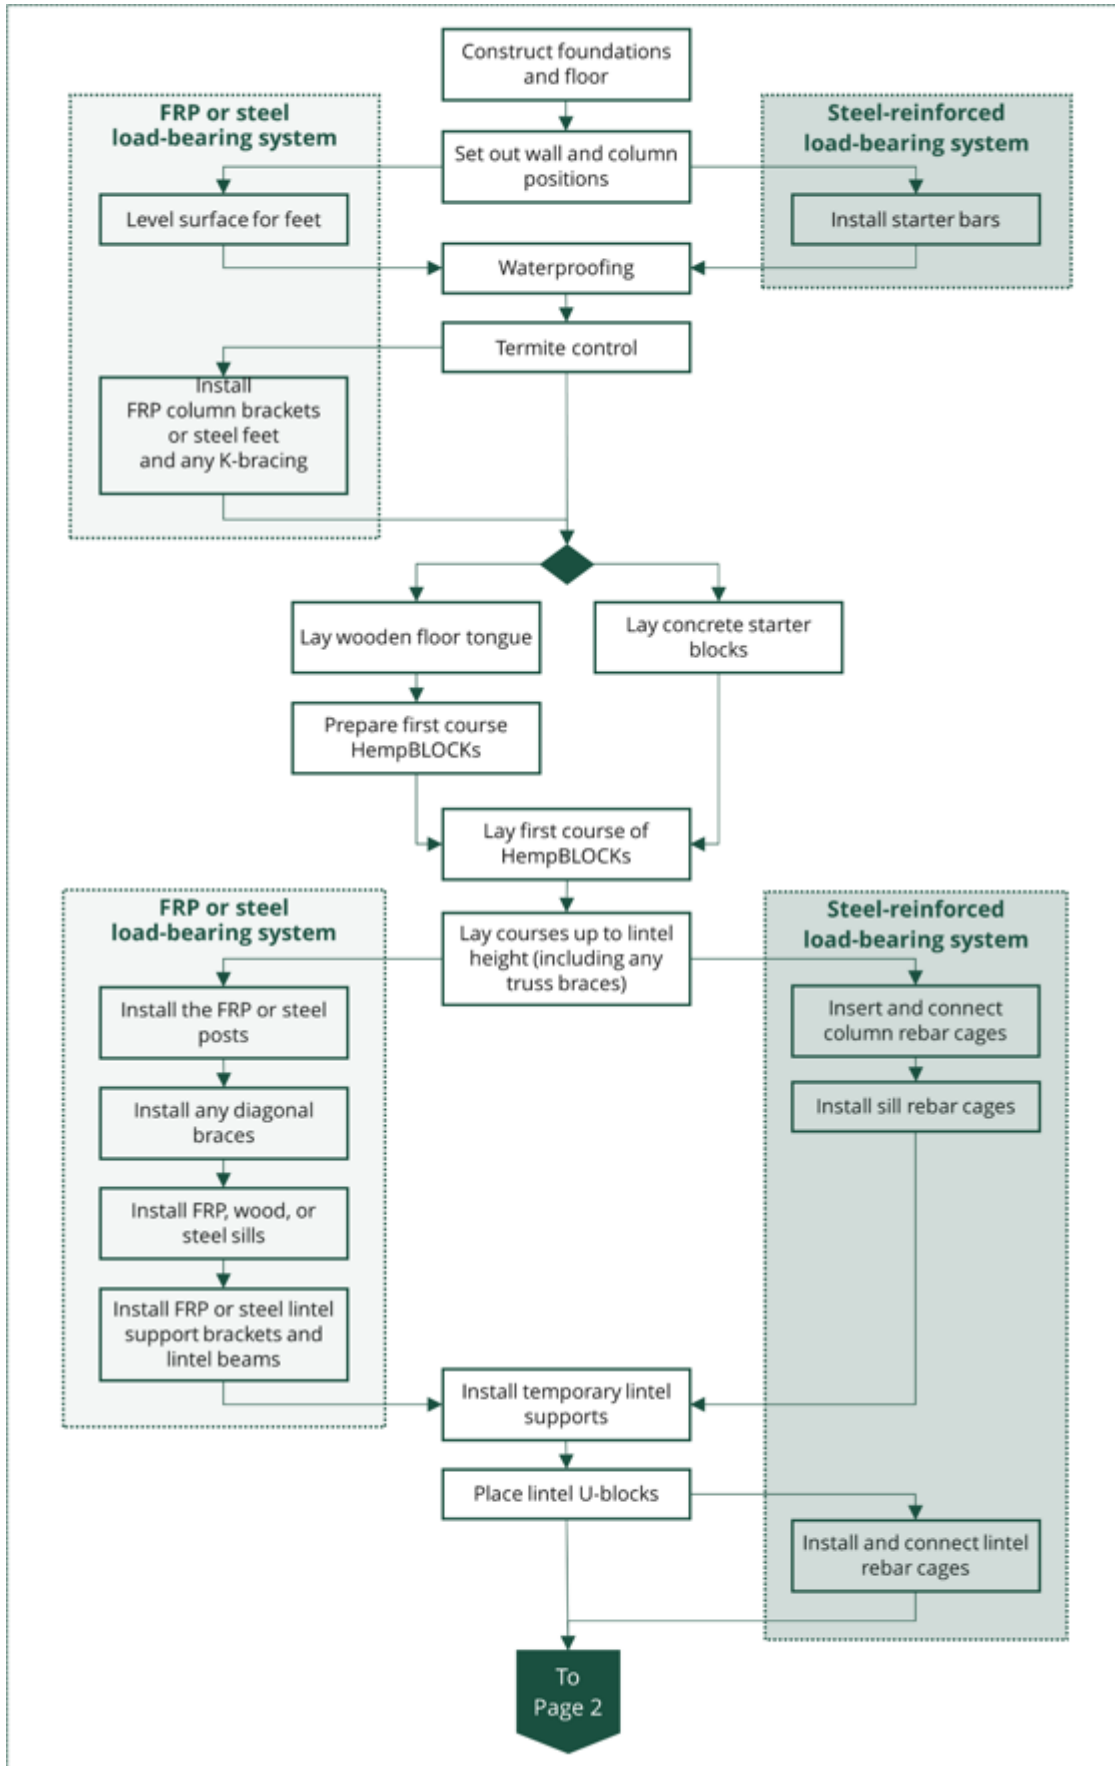 Construct foundations
and floor
FRP or steel
load-bearing system
Steel-reinforced
load-bearing system
Set out wall and column
positions
Level surface for feet
Install starter bars
Waterproofing
Termite control
Install
FRP column brackets
or steel feet
and any K-bracing
Lay wooden floor tongue
Lay concrete starter
blocks
Prepare first course
HempBLOCKs
Lay first course of
HempBLOCKs
FRP or steel
load-bearing system
Steel-reinforced
load-bearing system
Lay courses up to lintel
height (including any
truss braces)
Install the FRP or steel
posts
Insert and connect
column rebar cages
Install any diagonal
braces
Install sill rebar cages
Install FRP, wood, or
steel sills
Install FRP or steel lintel
support brackets and
lintel beams
Install temporary lintel
supports
Place lintel U-blocks
Install and connect lintel
rebar cages
To
Page 2